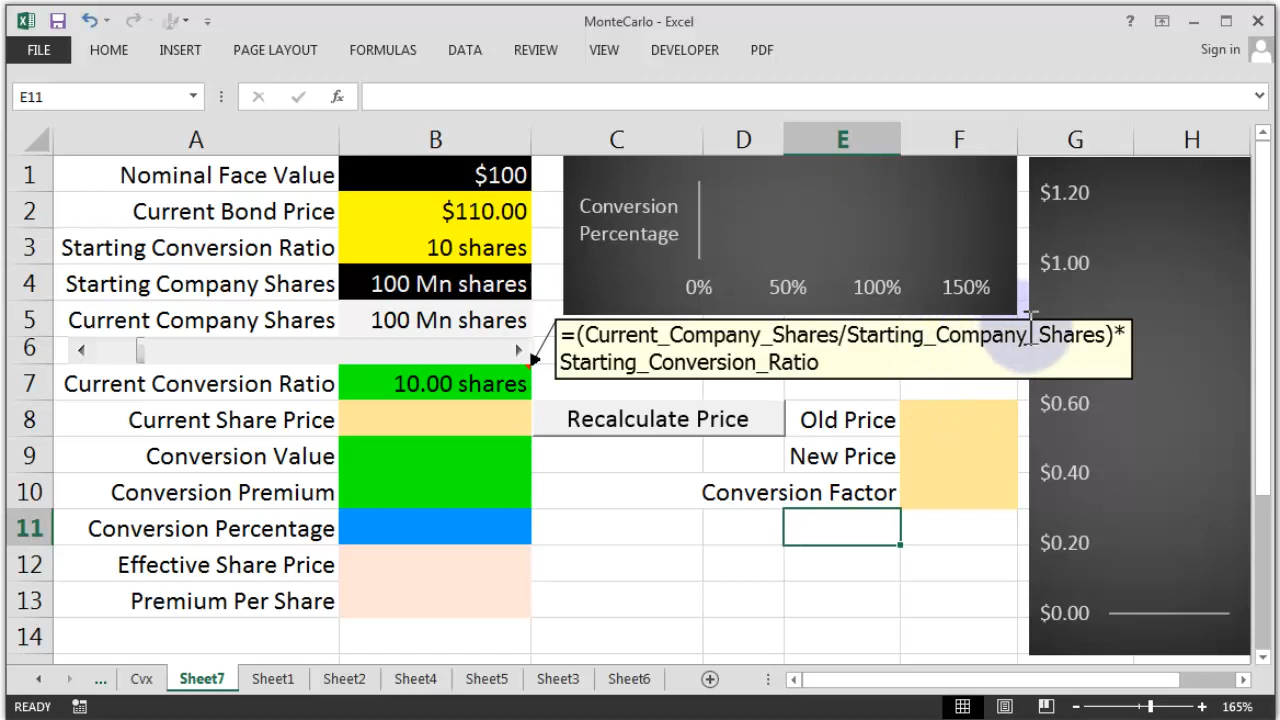 MonteCarlo - Excel
?
FILE HOME INSERT PAGE LAYOUT FORMULAS DATA REVIEW VIEW DEVELOPER PDF Sign in
E11 fx
A B C D E F G H
1 Nominal Face Value $100
2 Current Bond Price $110.00
3 Starting Conversion Ratio 10 shares
4 Starting Company Shares 100 Mn shares
5 Current Company Shares 100 Mn shares
6
7 Current Conversion Ratio 10.00 shares
8 Current Share Price Recalculate Price Old Price
9 Conversion Value New Price
10 Conversion Premium Conversion Factor
11 Conversion Percentage
12 Effective Share Price
13 Premium Per Share
14
Conversion
Percentage
0% 50% 100% 150%
=(Current_Company_Shares/Starting_Company_Shares)*
Starting_Conversion_Ratio
$1.20
$1.00
$0.60
$0.40
$0.20
$0.00
... Cvx Sheet7 Sheet1 Sheet2 Sheet4 Sheet5 Sheet3 Sheet6
READY 165%